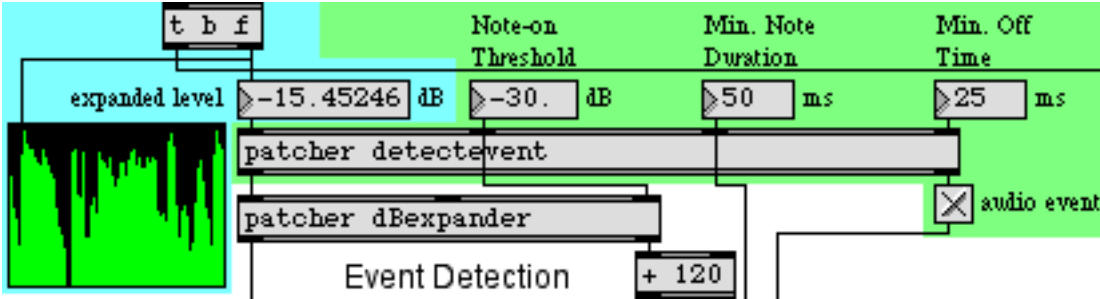 t b f
Note-on Threshold
Min. Note Duration
Min. Off Time
expanded level
-15.45246
dB
-30.
dB
50
ms
25
ms
patcher detectevent
audio event
patcher dBexpander
Event Detection
+ 120